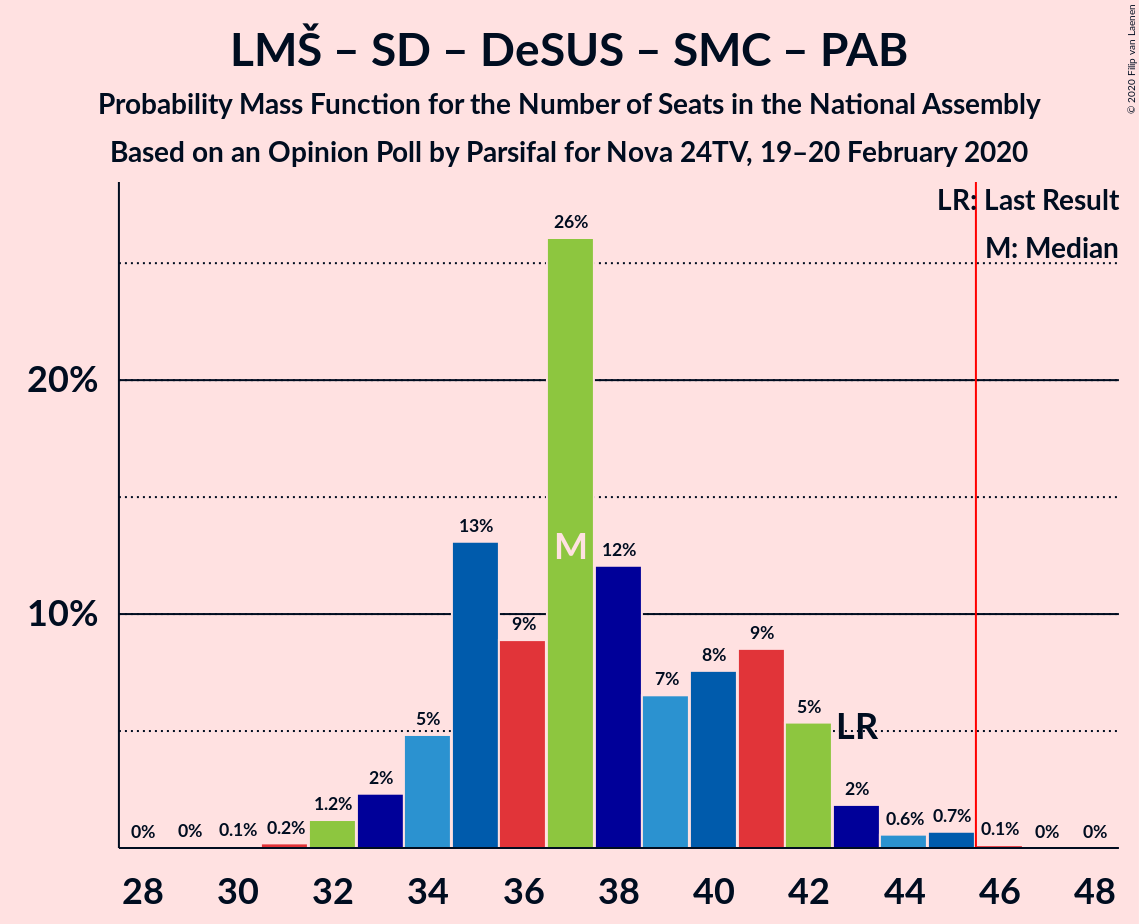 LMŠ – SD – DeSUS – SMC – PAB
Probability Mass Function for the Number of Seats in the National Assembly
Based on an Opinion Poll by Parsifal for Nova 24TV, 19–20 February 2020
© 2020 Filip van Laenen
LR: Last Result
M: Median
26%
20%
13%
M
12%
10%
9%
9%
8%
7%
5%
5%
LR
2%
2%
1.2%
0% 0% 0.1% 0.2%
0.6% 0.7% 0.1% 0% 0%
28 30 32 34 36 38 40 42 44 46 48